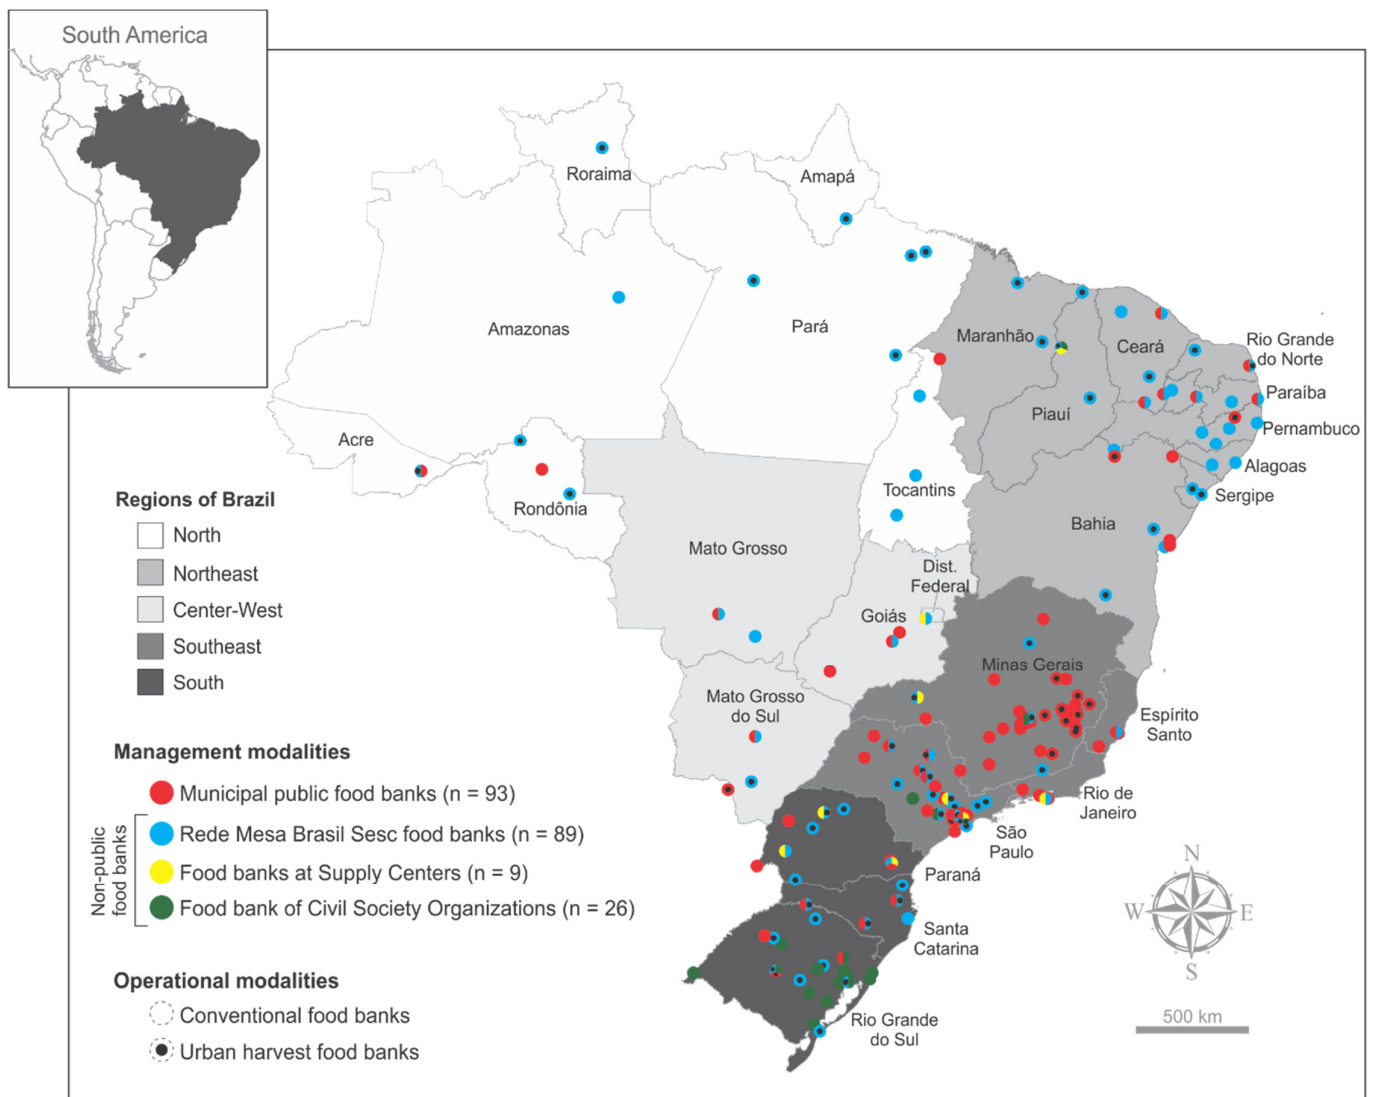 South America
Roraima
Amapá
Amazonas
Pará
Maranhão
Ceará
Rio Grande
do Norte
Paraíba
Piauí
Pernambuco
Acre
Alagoas
Tocantins
Sergipe
Rondônia
Bahia
Mato Grosso
Dist.
Federal
Goiás
Minas Gerais
Mato Grosso
do Sul
Espírito
Santo
Rio de
Janeiro
São
Paulo
Paraná
Santa
Catarina
Rio Grande
do Sul
Regions of Brazil
North
Northeast
Center-West
Southeast
South
Management modalities
Municipal public food banks (n = 93)
Non-public
food banks
Rede Mesa Brasil Sesc food banks (n = 89)
Food banks at Supply Centers (n = 9)
Food bank of Civil Society Organizations (n = 26)
Operational modalities
Conventional food banks
Urban harvest food banks
N
W
E
S
500 km